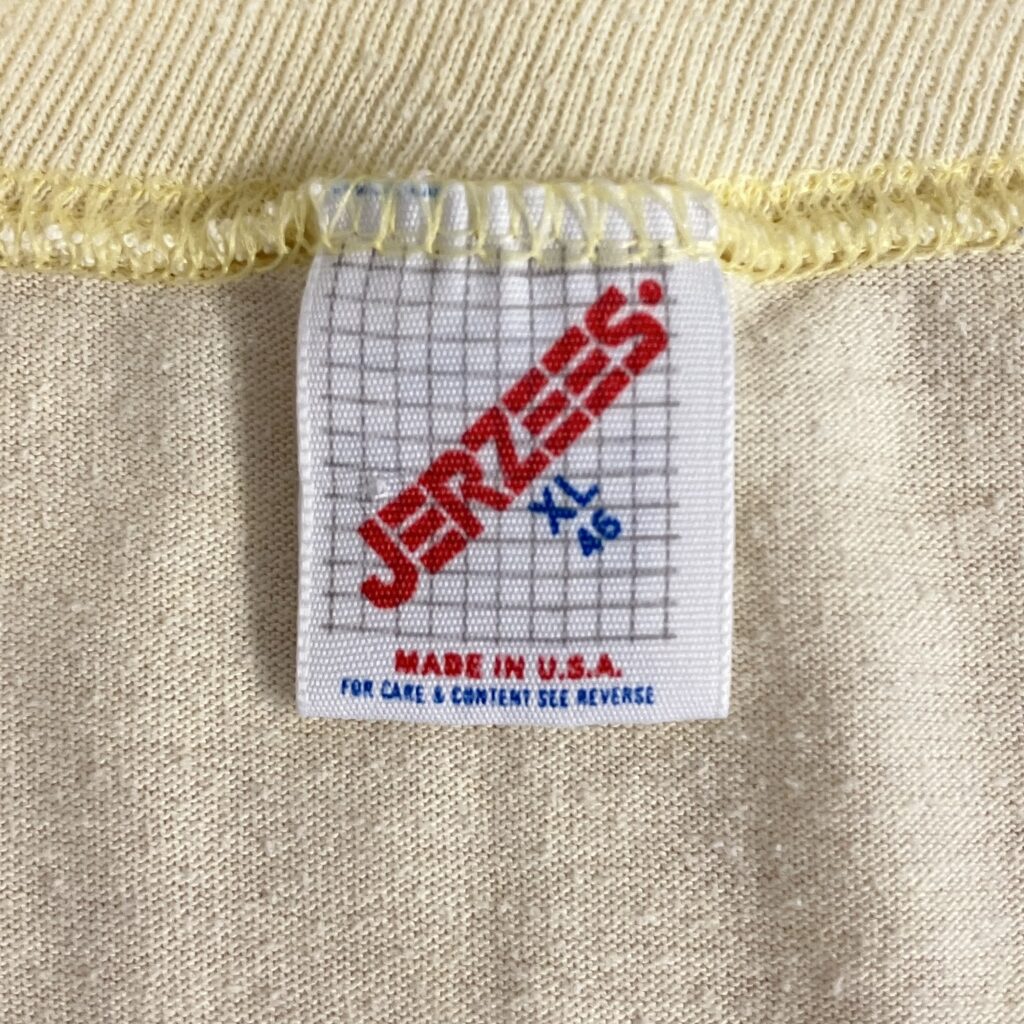 JERZEES.
XL
46
MADE IN U.S.A.
FOR CARE & CONTENT SEE REVERSE